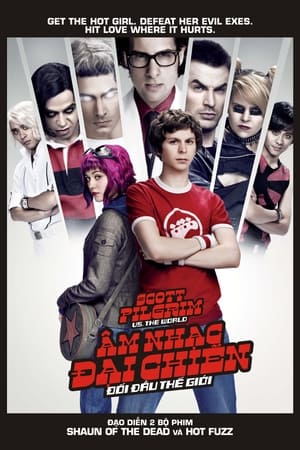 GET THE HOT GIRL. DEFEAT HER EVIL EXES.
HIT LOVE WHERE IT HURTS.
SCOTT
PILGRIM
VS. THE WORLD
ÂM NHẠC
ĐẠI CHIẾN
ĐỐI ĐẦU THẾ GIỚI
ĐẠO DIỄN 2 BỘ PHIM
SHAUN OF THE DEAD VÀ HOT FUZZ